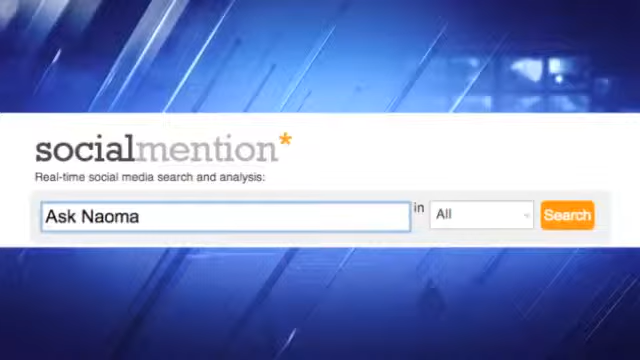 socialmention*
Real-time social media search and analysis:
Ask Naoma in All Search